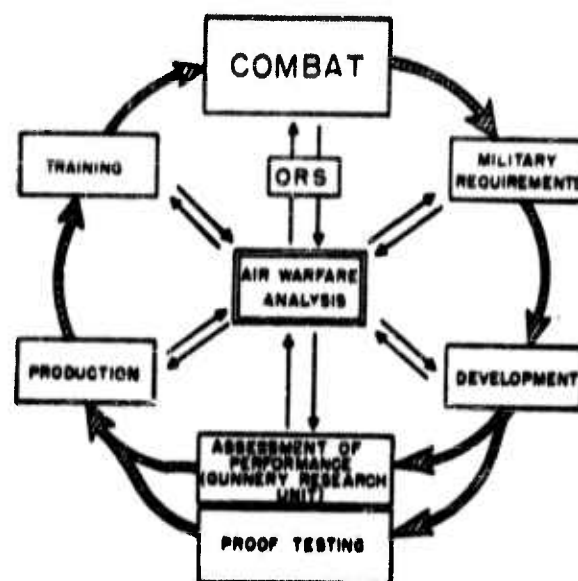 COMBAT
TRAINING
ORS
MILITARY
REQUIREMENTS
AIR WARFARE
ANALYSIS
PRODUCTION
DEVELOPMENT
ASSESSMENT OF
PERFORMANCE
(GUNNERY RESEARCH
UNIT)
PROOF TESTING